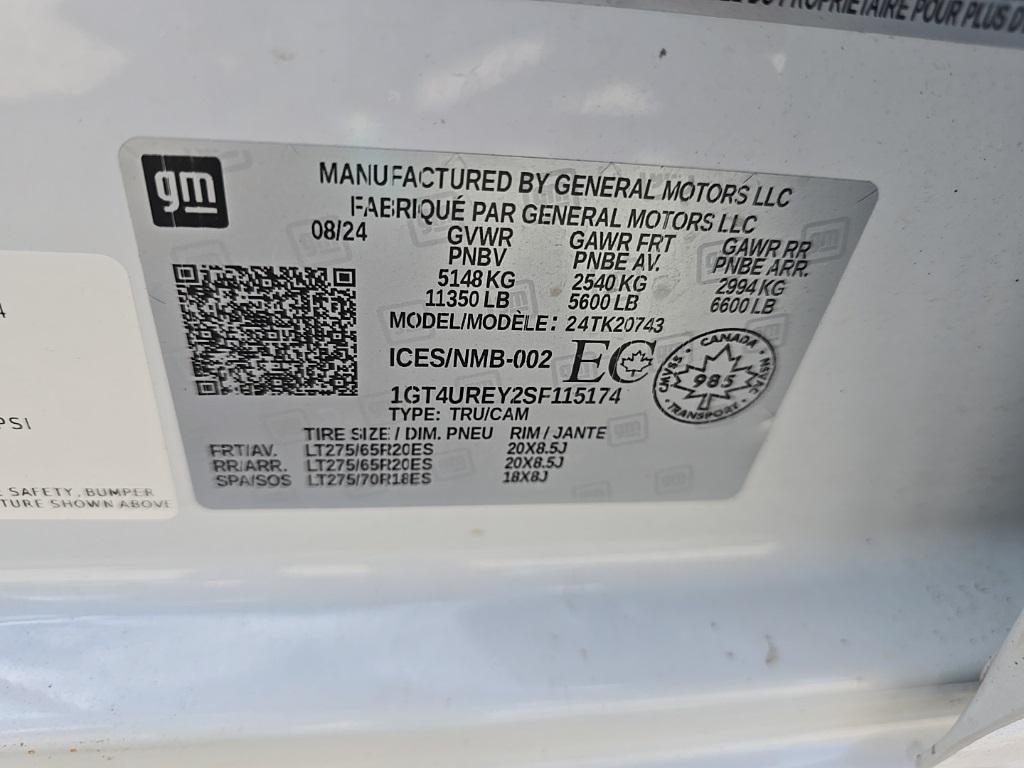 PROPRIÉTAIRE POUR PLUS D'
gm
MANUFACTURED BY GENERAL MOTORS LLC
FABRIQUÉ PAR GENERAL MOTORS LLC
08/24 GVWR GAWR FRT GAWR RR
PNBV PNBE AV. PNBE ARR.
5148 KG 2540 KG 2994 KG
11350 LB 5600 LB 6600 LB
MODEL/MODÈLE: 24TK20743
ICES/NMB-002 EC
CANADA
CMVSS 985 NSVAC
TRANSPORT
1GT4UREY2SF115174
TYPE: TRU/CAM
TIRE SIZE / DIM. PNEU RIM / JANTE
FRT/AV. LT275/65R20ES 20X8.5J
RR/ARR. LT275/65R20ES 20X8.5J
SPA/SOS LT275/70R18ES 18X8J
4
PSI
SAFETY, BUMPER
TURE SHOWN ABOVE